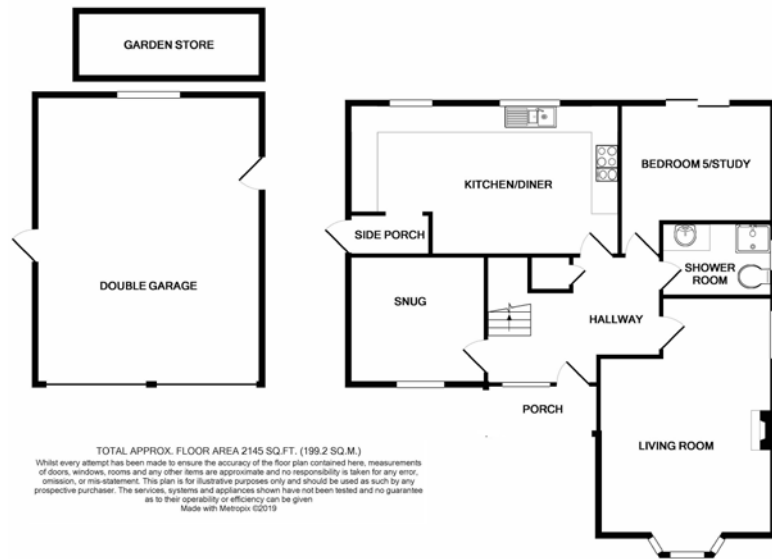 GARDEN STORE
DOUBLE GARAGE
KITCHEN/DINER
BEDROOM 5/STUDY
SIDE PORCH
SHOWER
ROOM
SNUG
HALLWAY
PORCH
LIVING ROOM
TOTAL APPROX. FLOOR AREA 2145 SQ.FT. (199.2 SQ.M.)
Whilst every attempt has been made to ensure the accuracy of the floor plan contained here, measurements
of doors, windows, rooms and any other items are approximate and no responsibility is taken for any error,
omission, or mis-statement. This plan is for illustrative purposes only and should be used as such by any
prospective purchaser. The services, systems and appliances shown have not been tested and no guarantee
as to their operability or efficiency can be given
Made with Metropix ©2019